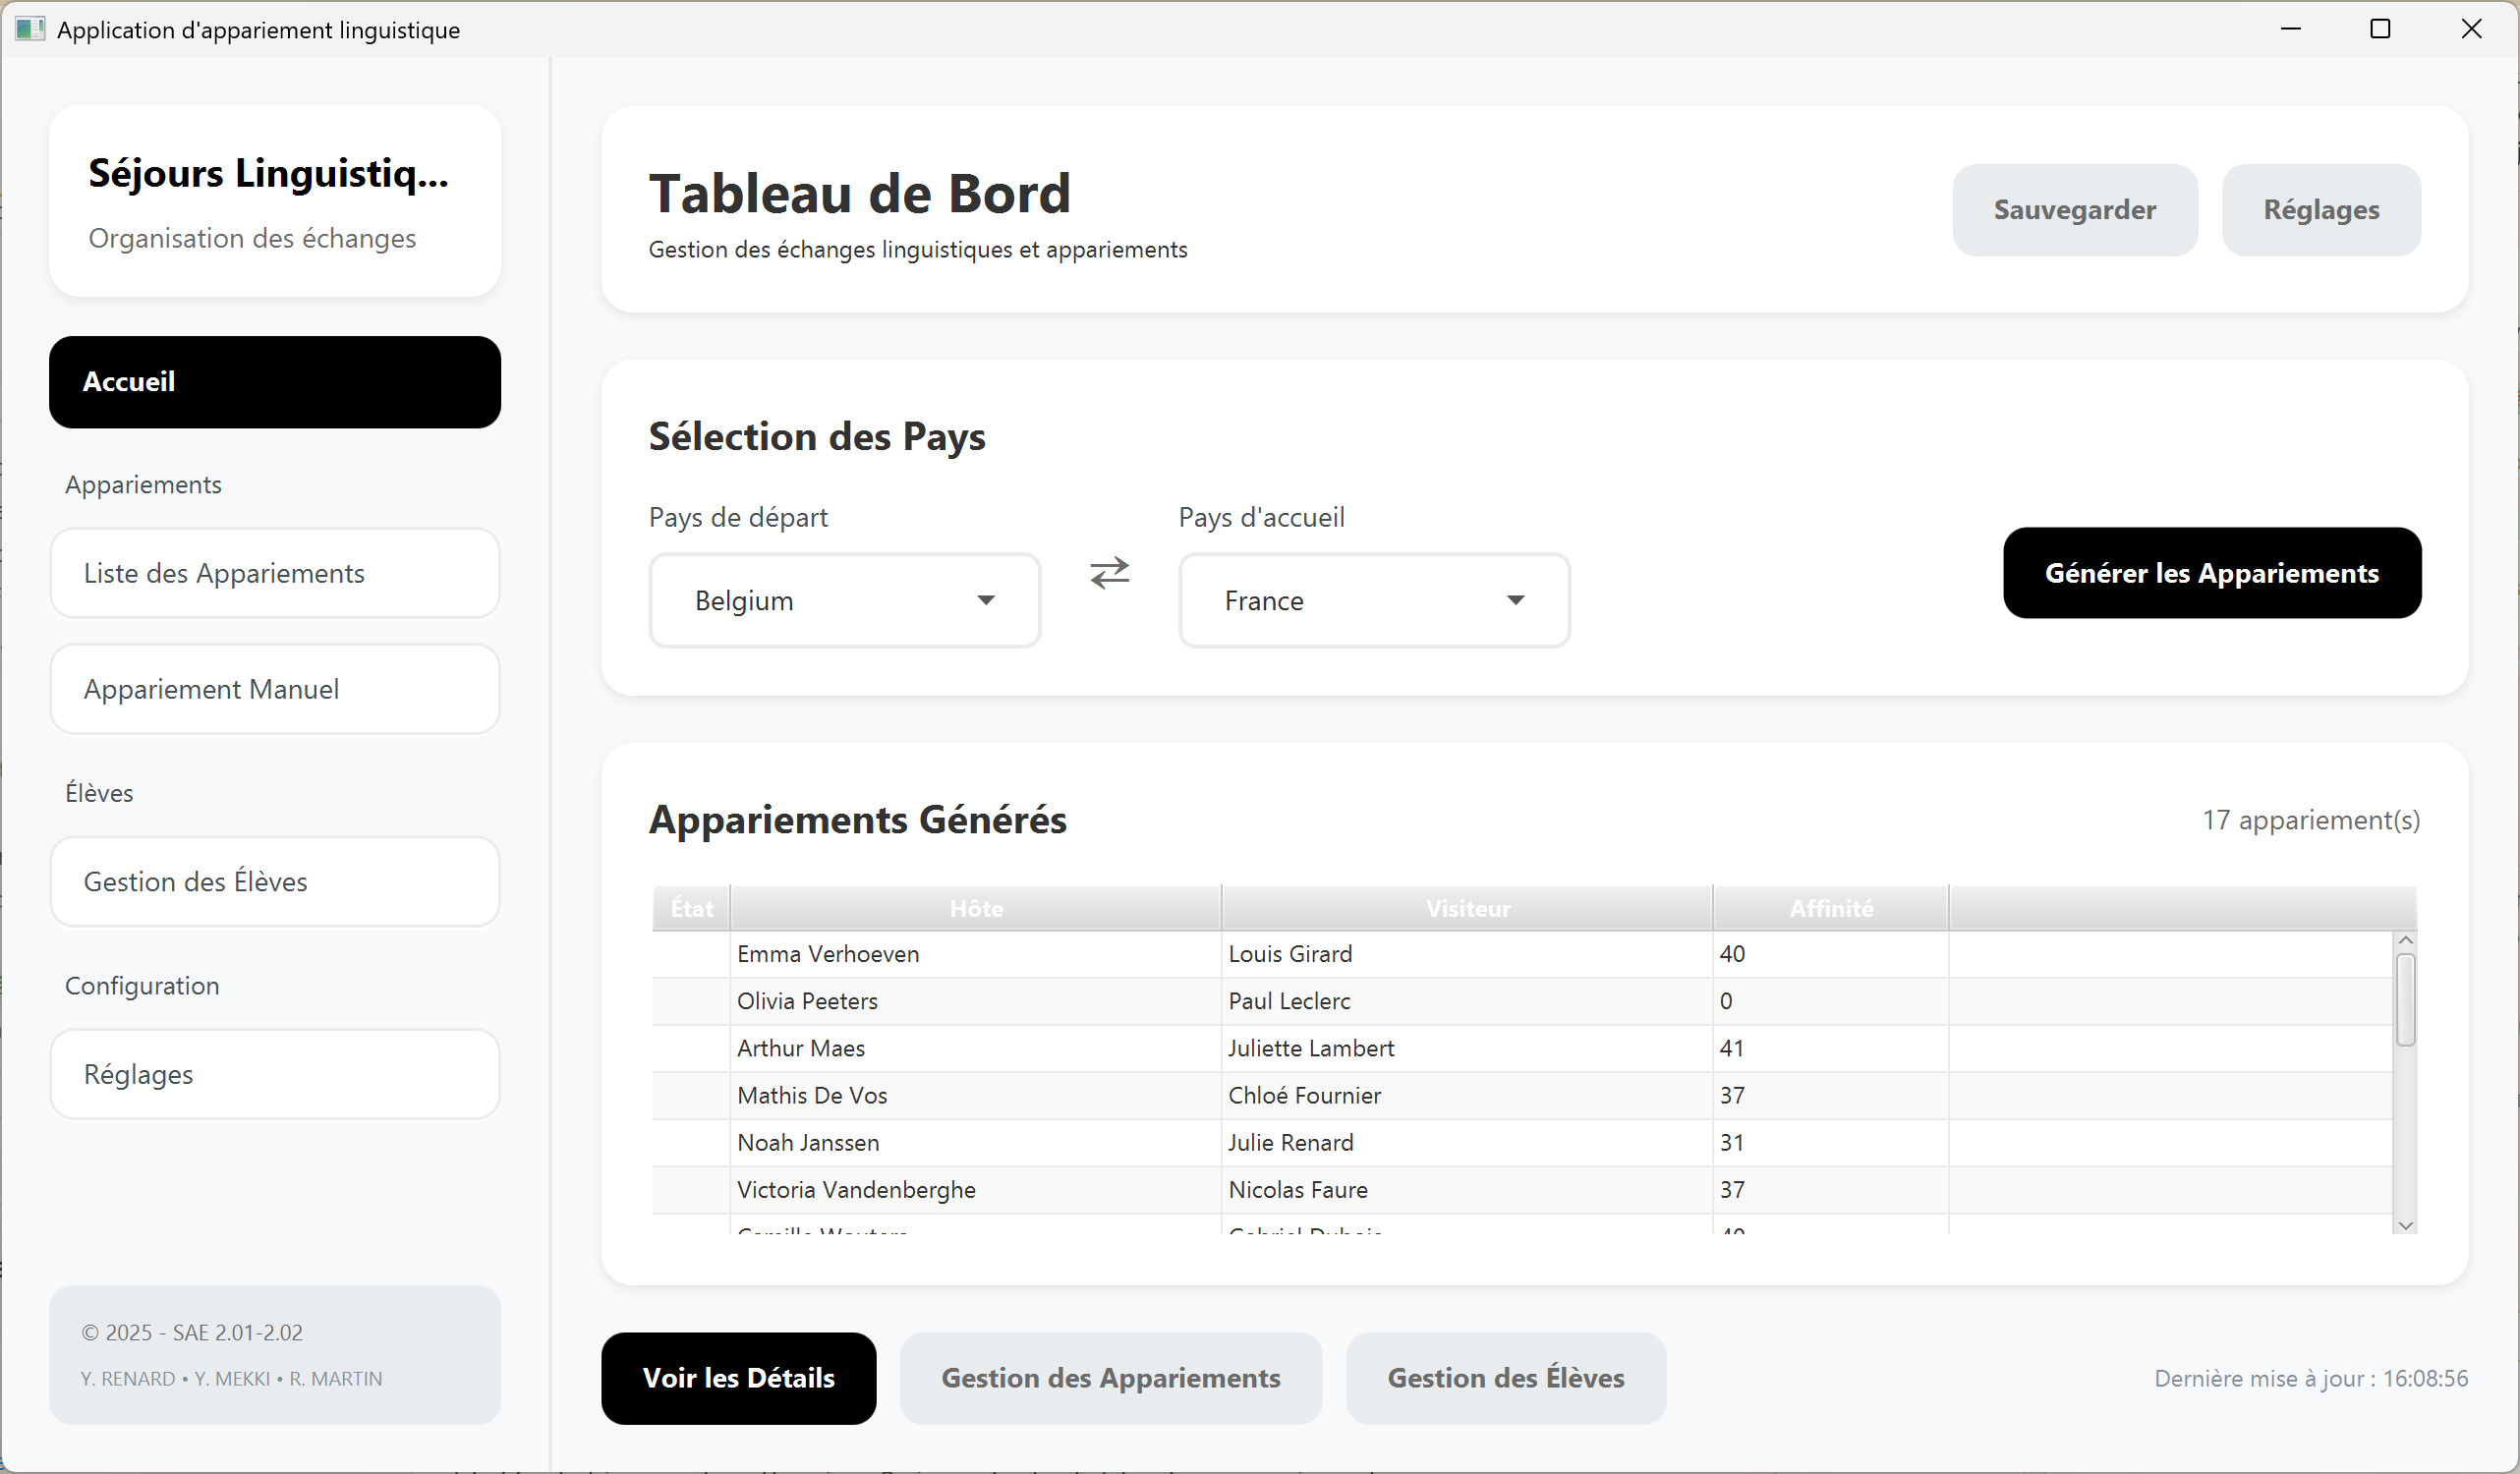 Application d'appariement linguistique
Séjours Linguistiq...
Organisation des échanges
Accueil
Appariements
Liste des Appariements
Appariement Manuel
Élèves
Gestion des Élèves
Configuration
Réglages
© 2025 - SAE 2.01-2.02
Y. RENARD • Y. MEKKI • R. MARTIN
Tableau de Bord
Gestion des échanges linguistiques et appariements
Sauvegarder
Réglages
Sélection des Pays
Pays de départ
Pays d'accueil
Belgium
⇄
France
Générer les Appariements
Appariements Générés
17 appariement(s)
État Hôte Visiteur Affinité
Emma Verhoeven Louis Girard 40
Olivia Peeters Paul Leclerc 0
Arthur Maes Juliette Lambert 41
Mathis De Vos Chloé Fournier 37
Noah Janssen Julie Renard 31
Victoria Vandenberghe Nicolas Faure 37
Voir les Détails
Gestion des Appariements
Gestion des Élèves
Dernière mise à jour : 16:08:56